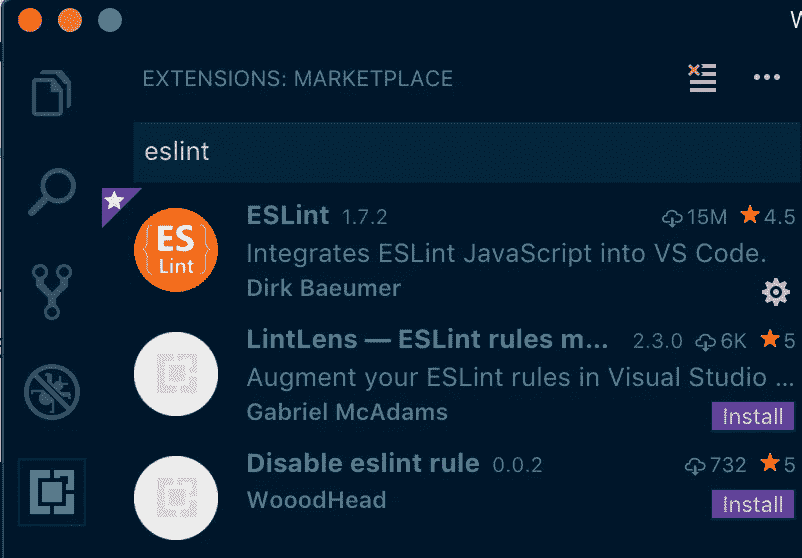 W
EXTENSIONS: MARKETPLACE
eslint
ESLint 1.7.2 15M 4.5
{ES Lint}
Integrates ESLint JavaScript into VS Code.
Dirk Baeumer
LintLens — ESLint rules m... 2.3.0 6K 5
Augment your ESLint rules in Visual Studio ...
Gabriel McAdams Install
Disable eslint rule 0.0.2 732 5
WooodHead Install